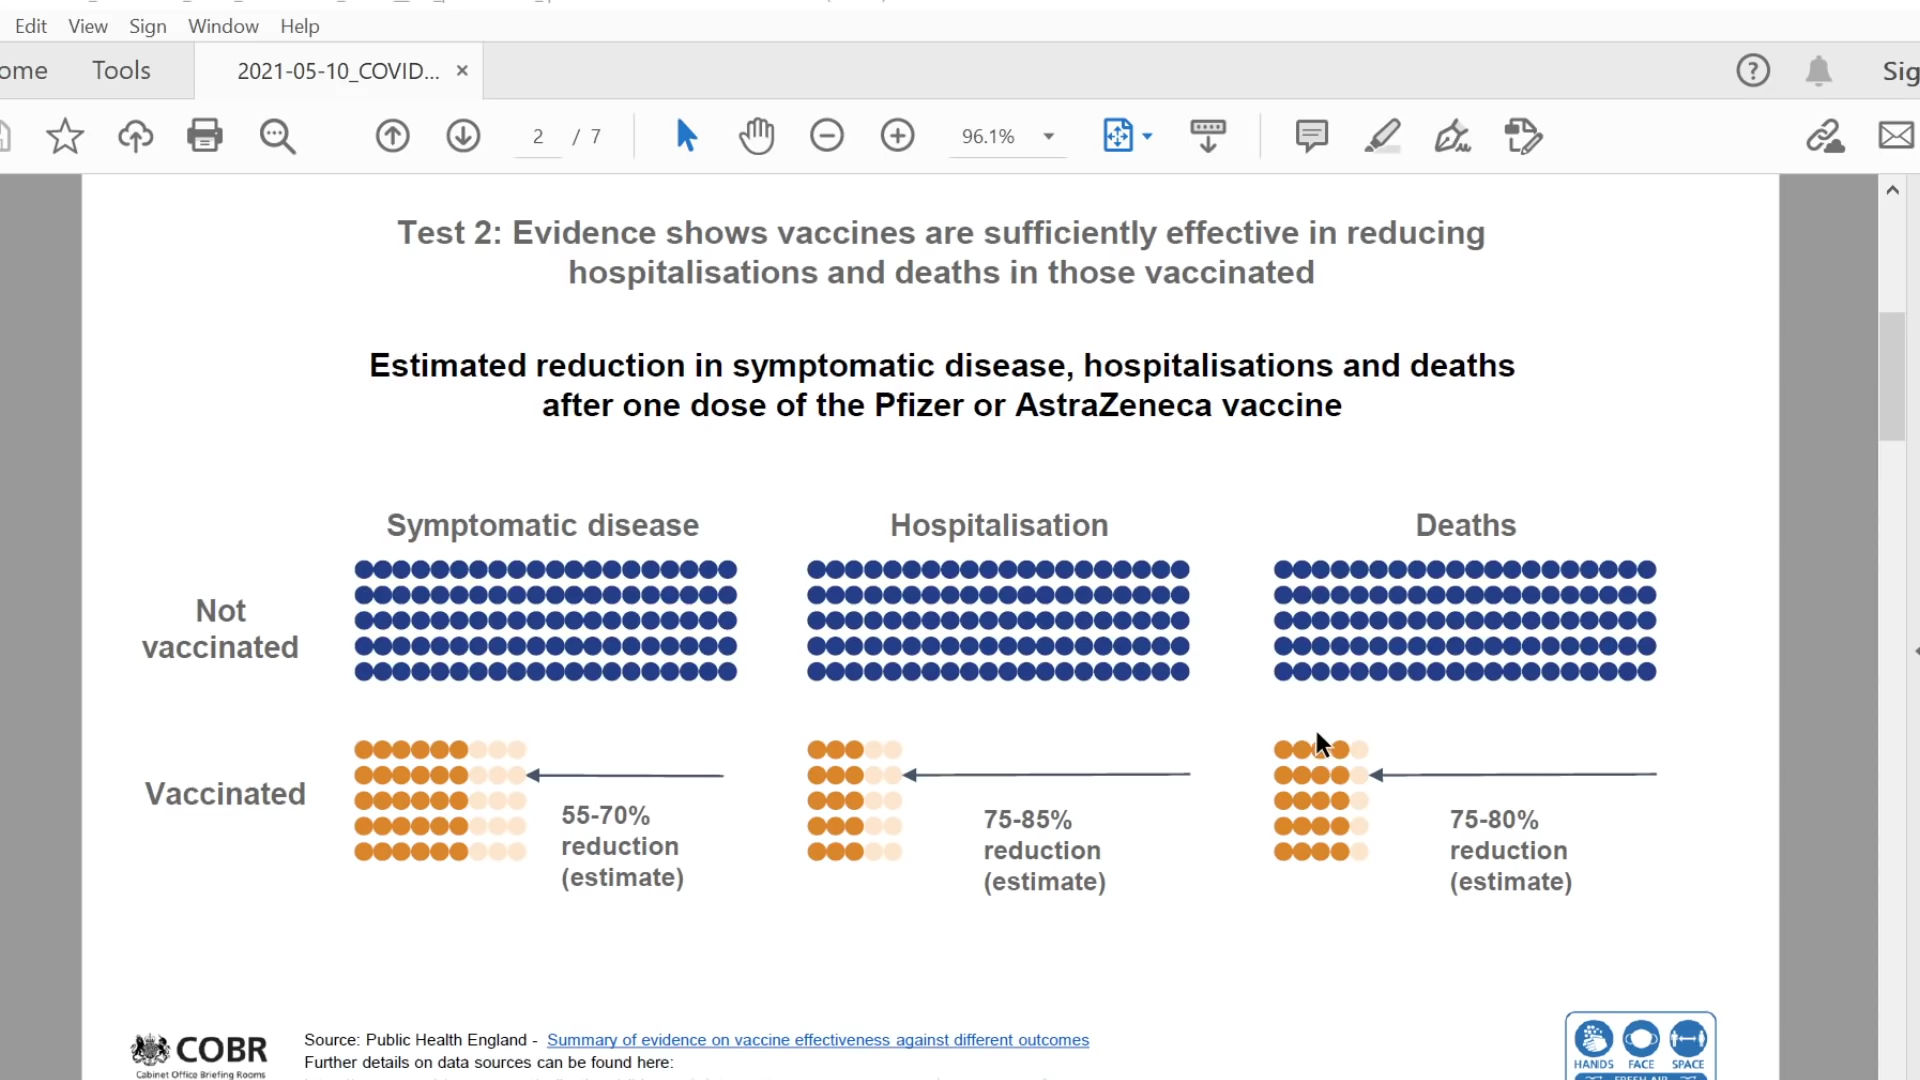 Edit View Sign Window Help
ome Tools 2021-05-10_COVID... ×
Sig
2 / 7 96.1%
Test 2: Evidence shows vaccines are sufficiently effective in reducing
hospitalisations and deaths in those vaccinated
Estimated reduction in symptomatic disease, hospitalisations and deaths
after one dose of the Pfizer or AstraZeneca vaccine
Symptomatic disease Hospitalisation Deaths
Not
vaccinated
Vaccinated
55-70%
reduction
(estimate)
75-85%
reduction
(estimate)
75-80%
reduction
(estimate)
COBR
Cabinet Office Briefing Rooms
Source: Public Health England - Summary of evidence on vaccine effectiveness against different outcomes
Further details on data sources can be found here:
HANDS FACE SPACE
FRESH AIR